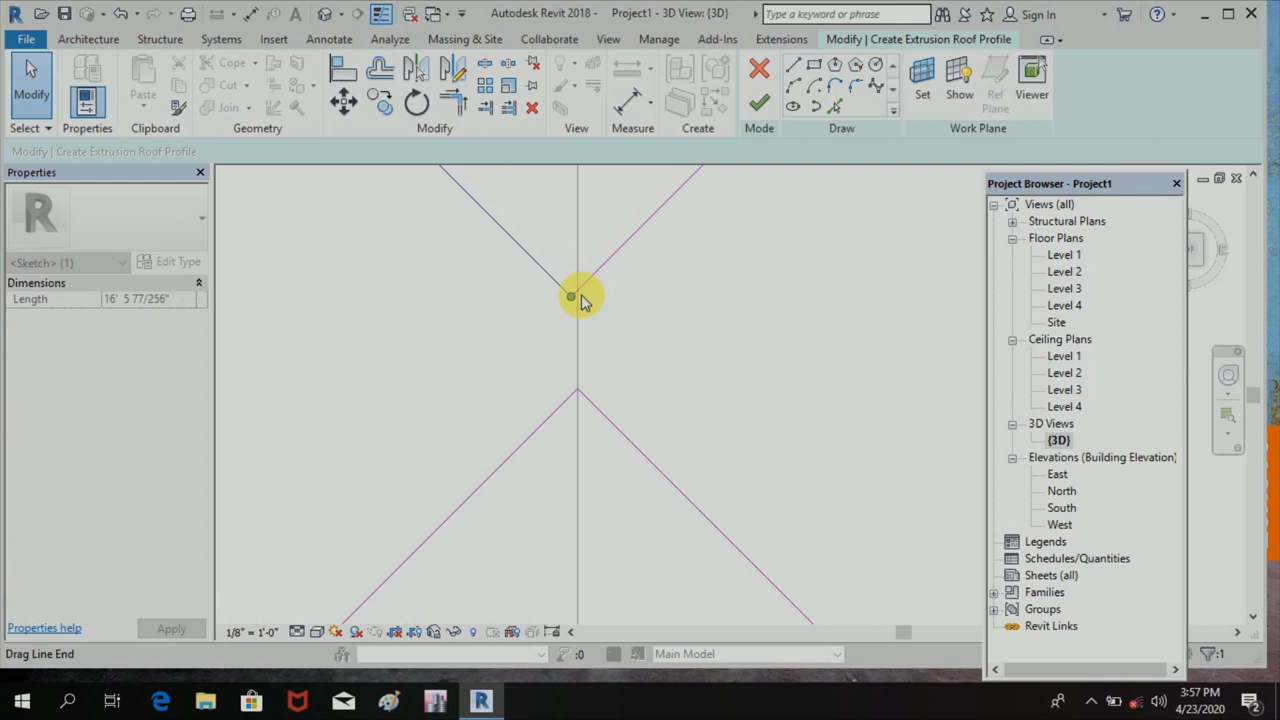 Autodesk Revit 2018 - Project1 - 3D View: {3D}
Type a keyword or phrase
Sign In
File Architecture Structure Systems Insert Annotate Analyze Massing & Site Collaborate View Manage Add-Ins Extensions Modify | Create Extrusion Roof Profile
Modify
Paste
Cope
Cut
Join
Set
Show
Ref
Plane
Viewer
Select Properties Clipboard Geometry Modify View Measure Create Mode Draw Work Plane
Modify | Create Extrusion Roof Profile
Properties
R
<Sketch> (1)
Edit Type
Dimensions
Length 16' 5 77/256"
Properties help
Apply
Project Browser - Project1
Views (all)
Structural Plans
Floor Plans
Level 1
Level 2
Level 3
Level 4
Site
Ceiling Plans
Level 1
Level 2
Level 3
Level 4
3D Views
{3D}
Elevations (Building Elevation)
East
North
South
West
Legends
Schedules/Quantities
Sheets (all)
Families
Groups
Revit Links
1/8" = 1'-0"
Drag Line End
:0
Main Model
:1
3:57 PM
4/23/2020
2